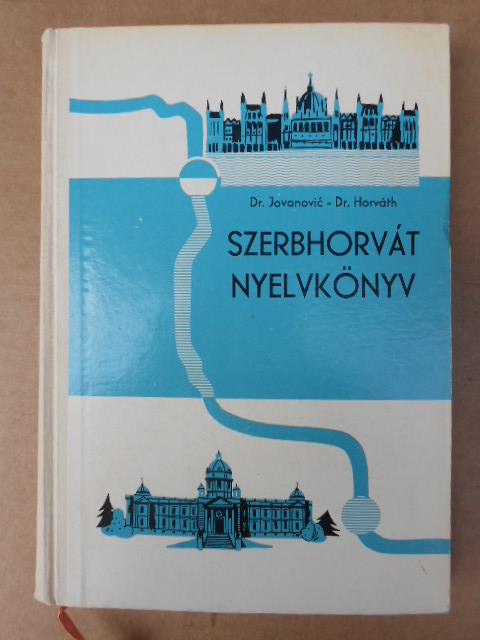 Dr. Jovanović - Dr. Horváth
SZERBHORVÁT
NYELVKÖNYV